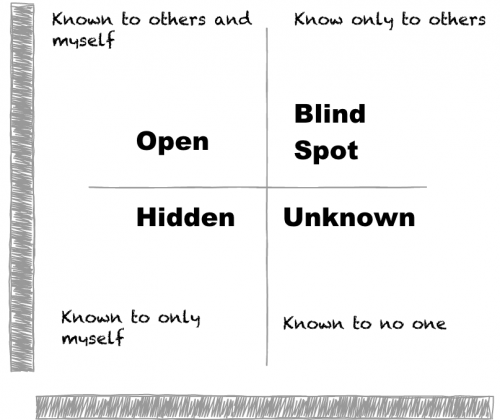 Known to others and
myself
Know only to others
Open
Blind
Spot
Hidden
Unknown
Known to only
myself
Known to no one